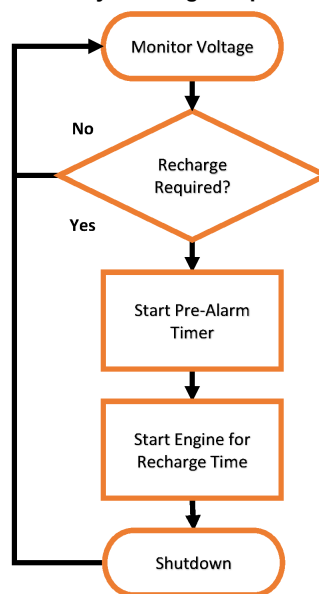 Monitor Voltage
No
Recharge
Required?
Yes
Start Pre-Alarm
Timer
Start Engine for
Recharge Time
Shutdown